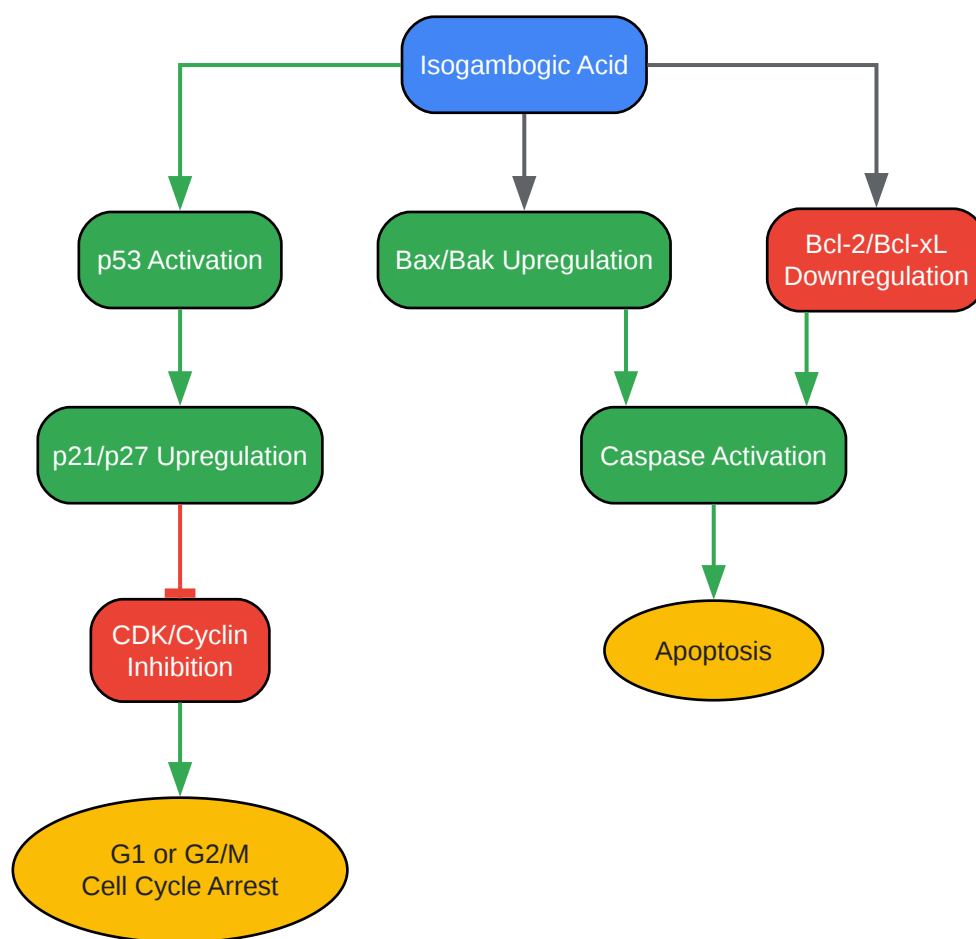 Isogambogic Acid
p53 Activation
Bax/Bak Upregulation
Bcl-2/Bcl-xL
Downregulation
p21/p27 Upregulation
Caspase Activation
CDK/Cyclin
Inhibition
Apoptosis
G1 or G2/M
Cell Cycle Arrest